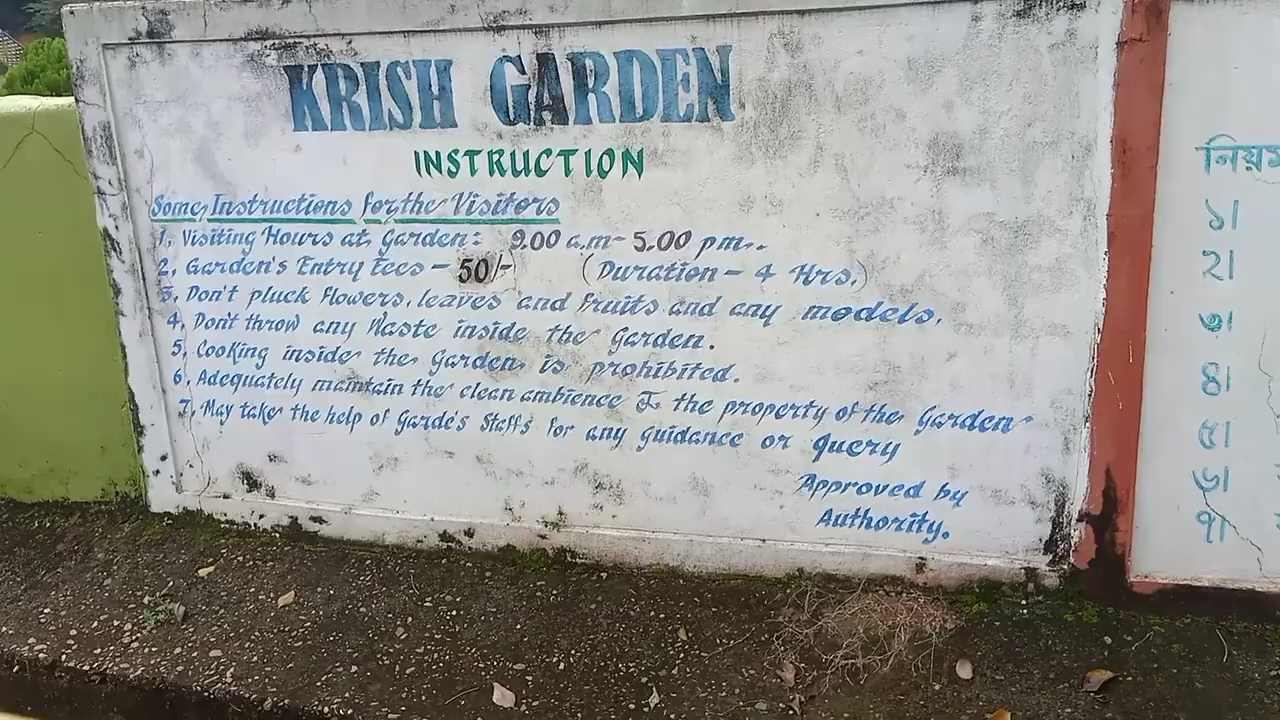 KRISH GARDEN
INSTRUCTION
Some Instructions for the Visitors
1. Visiting Hours at Garden: 9.00 a.m- 5.00 pm.
2. Garden's Entry Fees - 50/- (Duration - 4 Hrs.)
3. Don't pluck flowers, leaves and fruits and any models.
4. Don't throw any Waste inside the Garden.
5. Cooking inside the Garden is prohibited.
6. Adequately maintain the clean ambience & the property of the Garden
7. May take the help of Garde's Staffs for any guidance or query
Approved by
Authority.
নিয়ম
১।
২।
৩।
৪।
৫।
৬।
৭।